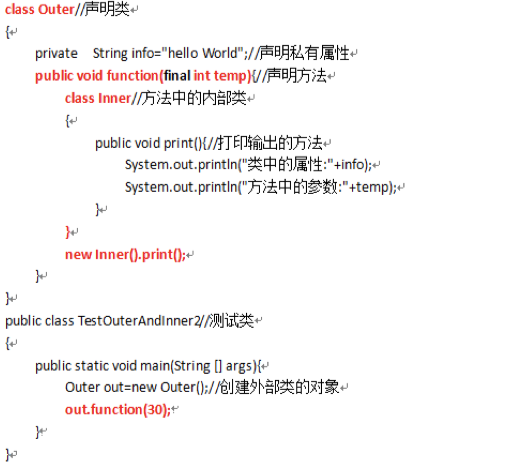 class Outer//声明类
{
private    String info="hello World";//声明私有属性
public void function(final int temp){//声明方法
class Inner//方法中的内部类
{
public void print(){//打印输出的方法
System.out.println("类中的属性:"+info);
System.out.println("方法中的参数:"+temp);
}
}
new Inner().print();
}
}
public class TestOuterAndInner2//测试类
{
public static void main(String [] args){
Outer out=new Outer();//创建外部类的对象
out.function(30);
}
}